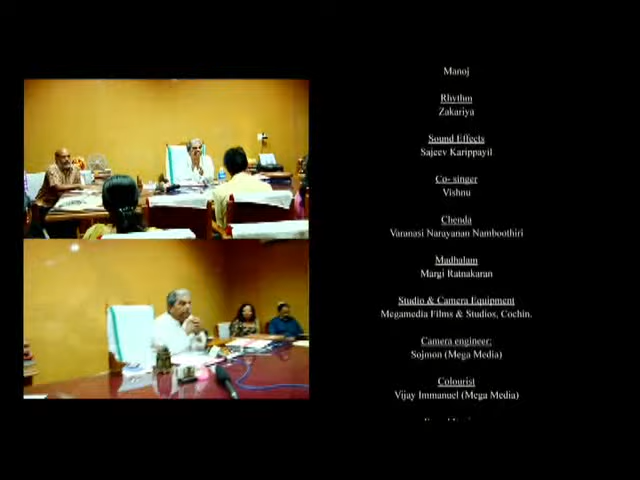 Manoj
Rhythm
Zakariya
Sound Effects
Sajeev Karippayil
Co- singer
Vishnu
Chenda
Varanasi Narayanan Namboothiri
Madhalam
Margi Ratnakaran
Studio & Camera Equipment
Megamedia Films & Studios, Cochin.
Camera engineer:
Sojmon (Mega Media)
Colourist
Vijay Immanuel (Mega Media)